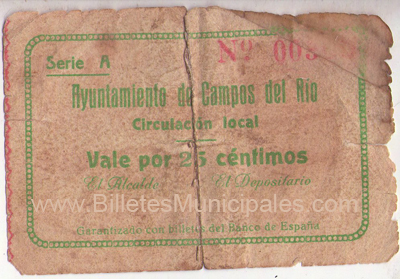 Serie A
Nº 003
Ayuntamiento de Campos del Río
Circulación local
Vale por 25 céntimos
El Alcalde El Depositario
www.BilletesMunicipales.com
Garantizado con billetes del Banco de España